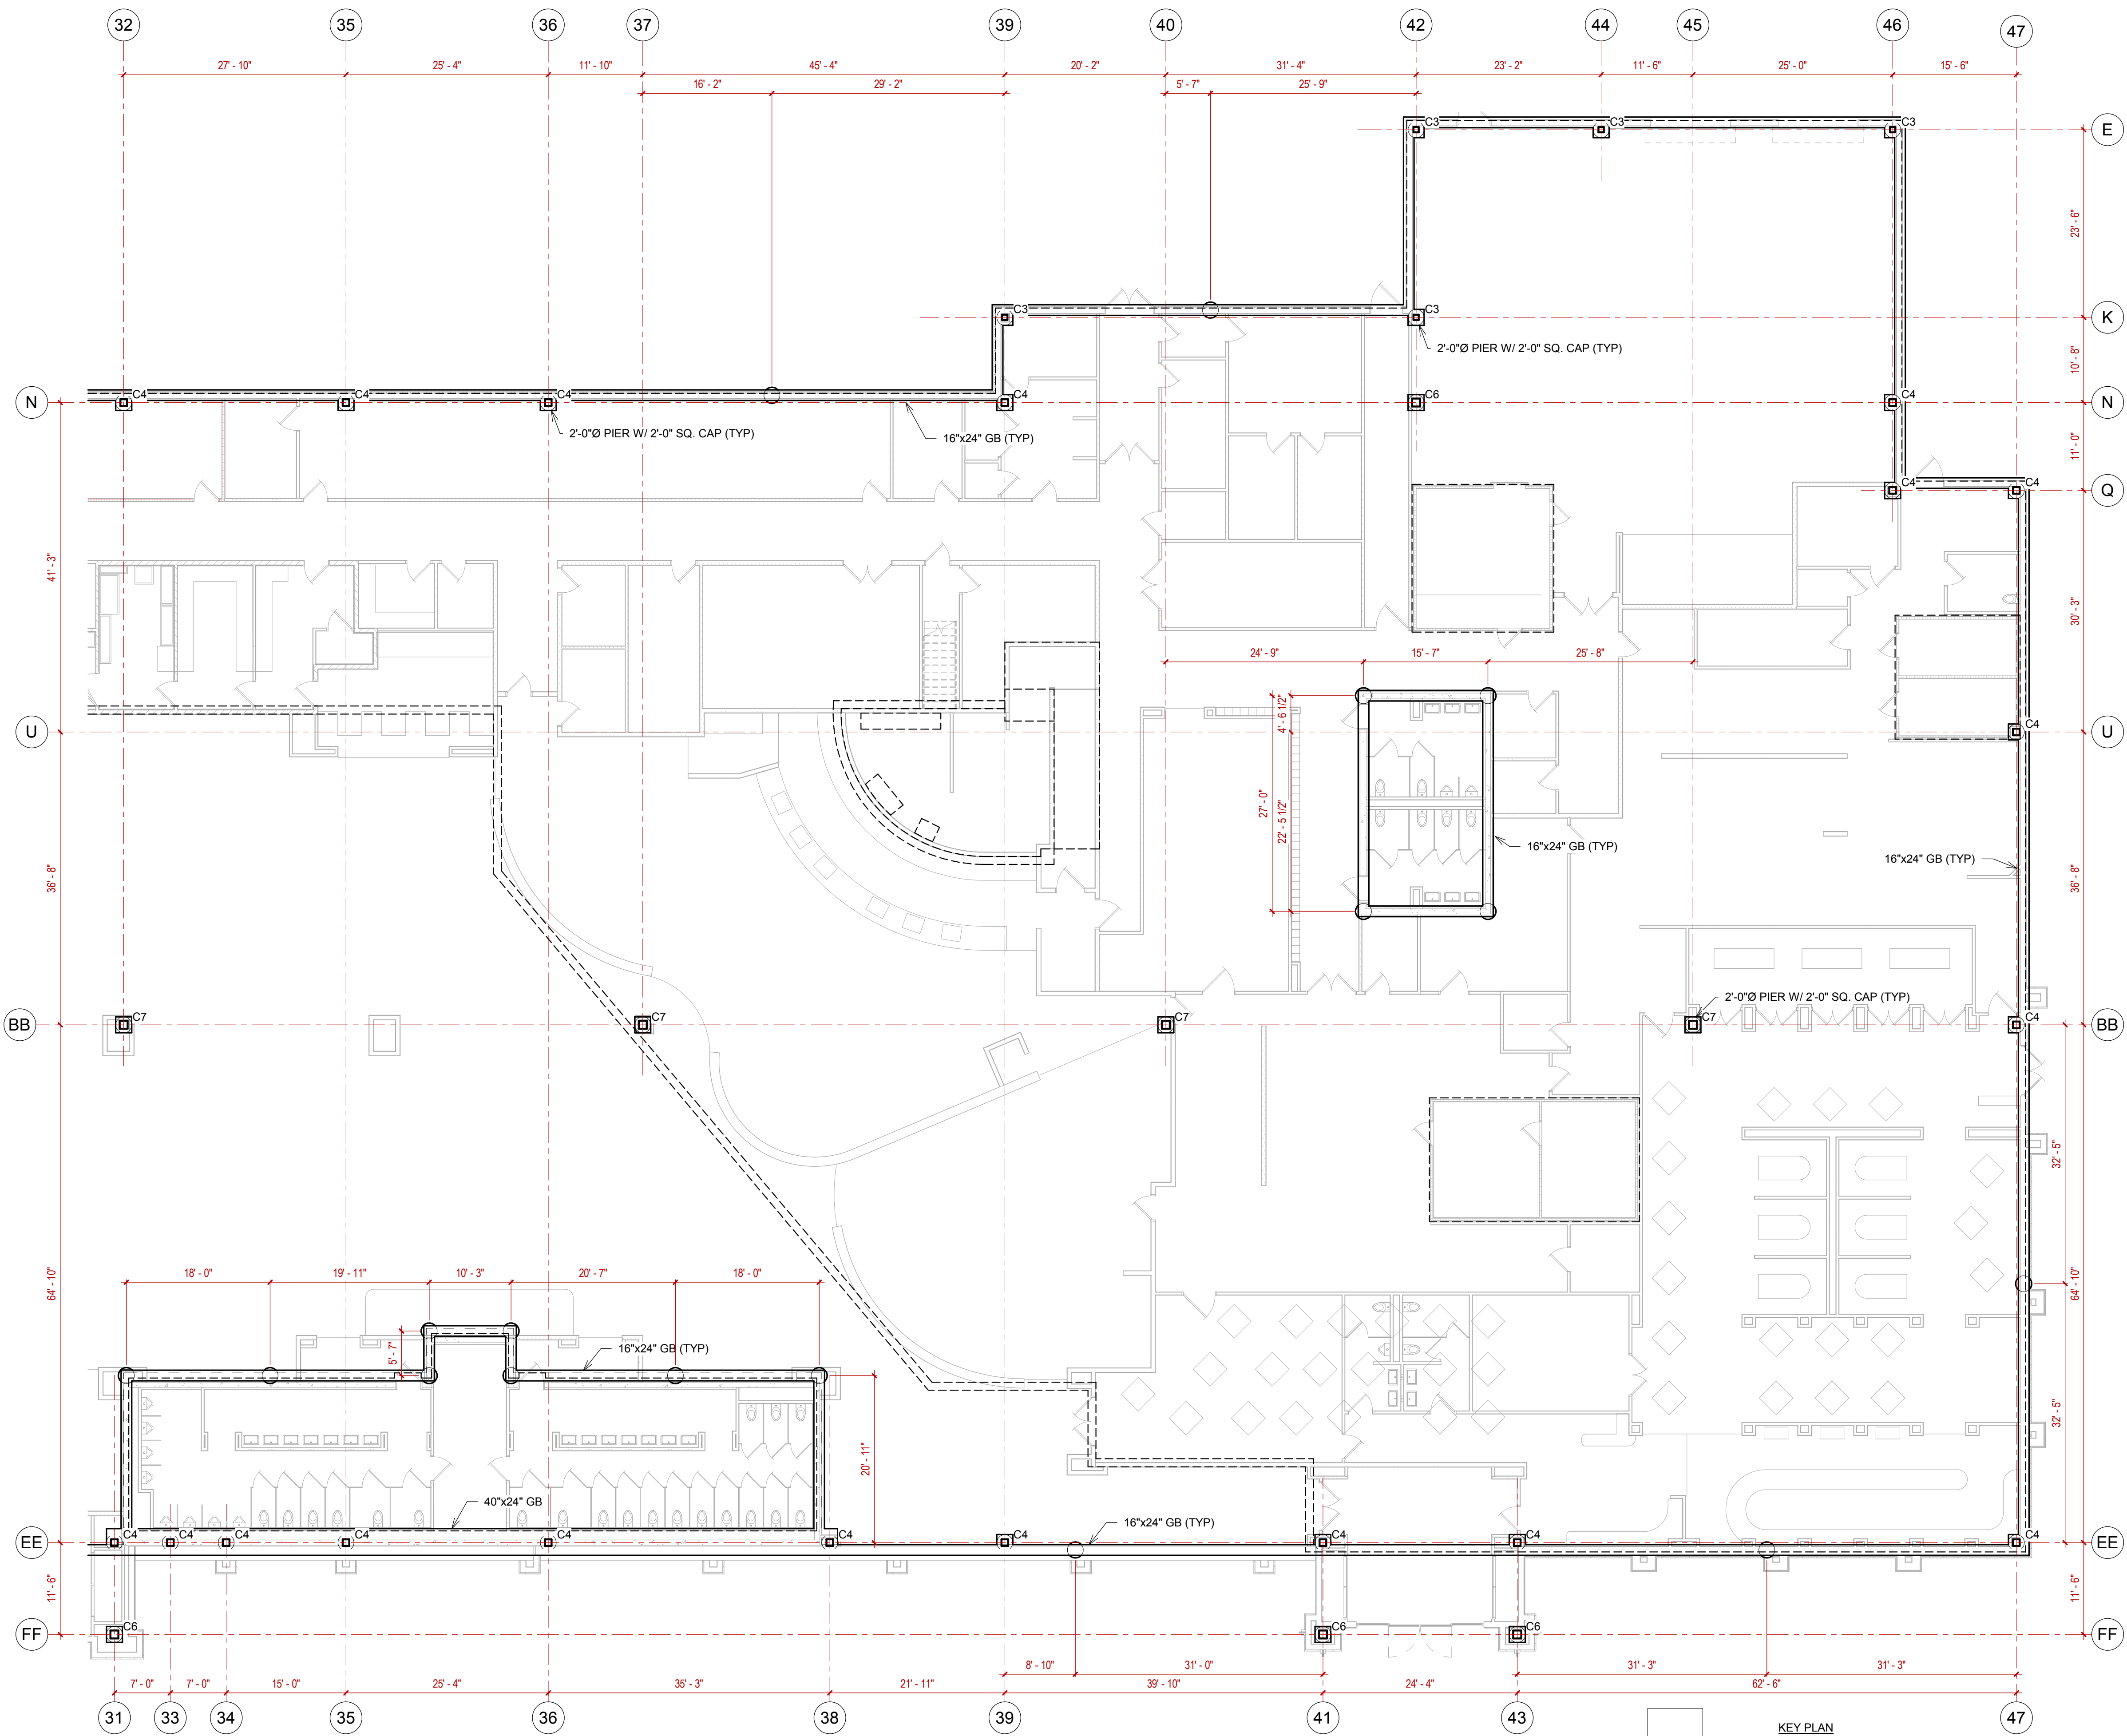 32 35 36 37 39 40 42 44 45 46 47
27' - 10" 25' - 4" 11' - 10" 45' - 4" 20' - 2" 31' - 4" 23' - 2" 11' - 6" 25' - 0" 15' - 6"
16' - 2" 29' - 2" 5' - 7" 25' - 9"
C3 C3 C3 E
23' - 6"
C3 C3 K
2'-0"Ø PIER W/ 2'-0" SQ. CAP (TYP)
10' - 8"
N C4 C4 C4 C4 C6 C4 N
2'-0"Ø PIER W/ 2'-0" SQ. CAP (TYP)
16"x24" GB (TYP)
11' - 0"
C4 C4 Q
41' - 3"
30' - 3"
24' - 9" 15' - 7" 25' - 8"
4' - 6 1/2"
U C4 U
27' - 0"
22' - 5 1/2"
16"x24" GB (TYP)
16"x24" GB (TYP)
36' - 8"
36' - 8"
2'-0"Ø PIER W/ 2'-0" SQ. CAP (TYP)
BB C7 C7 C7 C7 C4 BB
32' - 5"
64' - 10"
64' - 10"
18' - 0" 19' - 11" 10' - 3" 20' - 7" 18' - 0"
5' - 7"
16"x24" GB (TYP)
32' - 5"
20' - 11"
40"x24" GB
16"x24" GB (TYP)
EE C4 C4 C4 C4 C4 C4 C4 C4 C4 C4 EE
11' - 6"
11' - 6"
FF C6 C6 C6 FF
8' - 10" 31' - 0" 31' - 3" 31' - 3"
7' - 0" 7' - 0" 15' - 0" 25' - 4" 35' - 3" 21' - 11" 39' - 10" 24' - 4" 62' - 6"
31 33 34 35 36 38 39 41 43 47
KEY PLAN